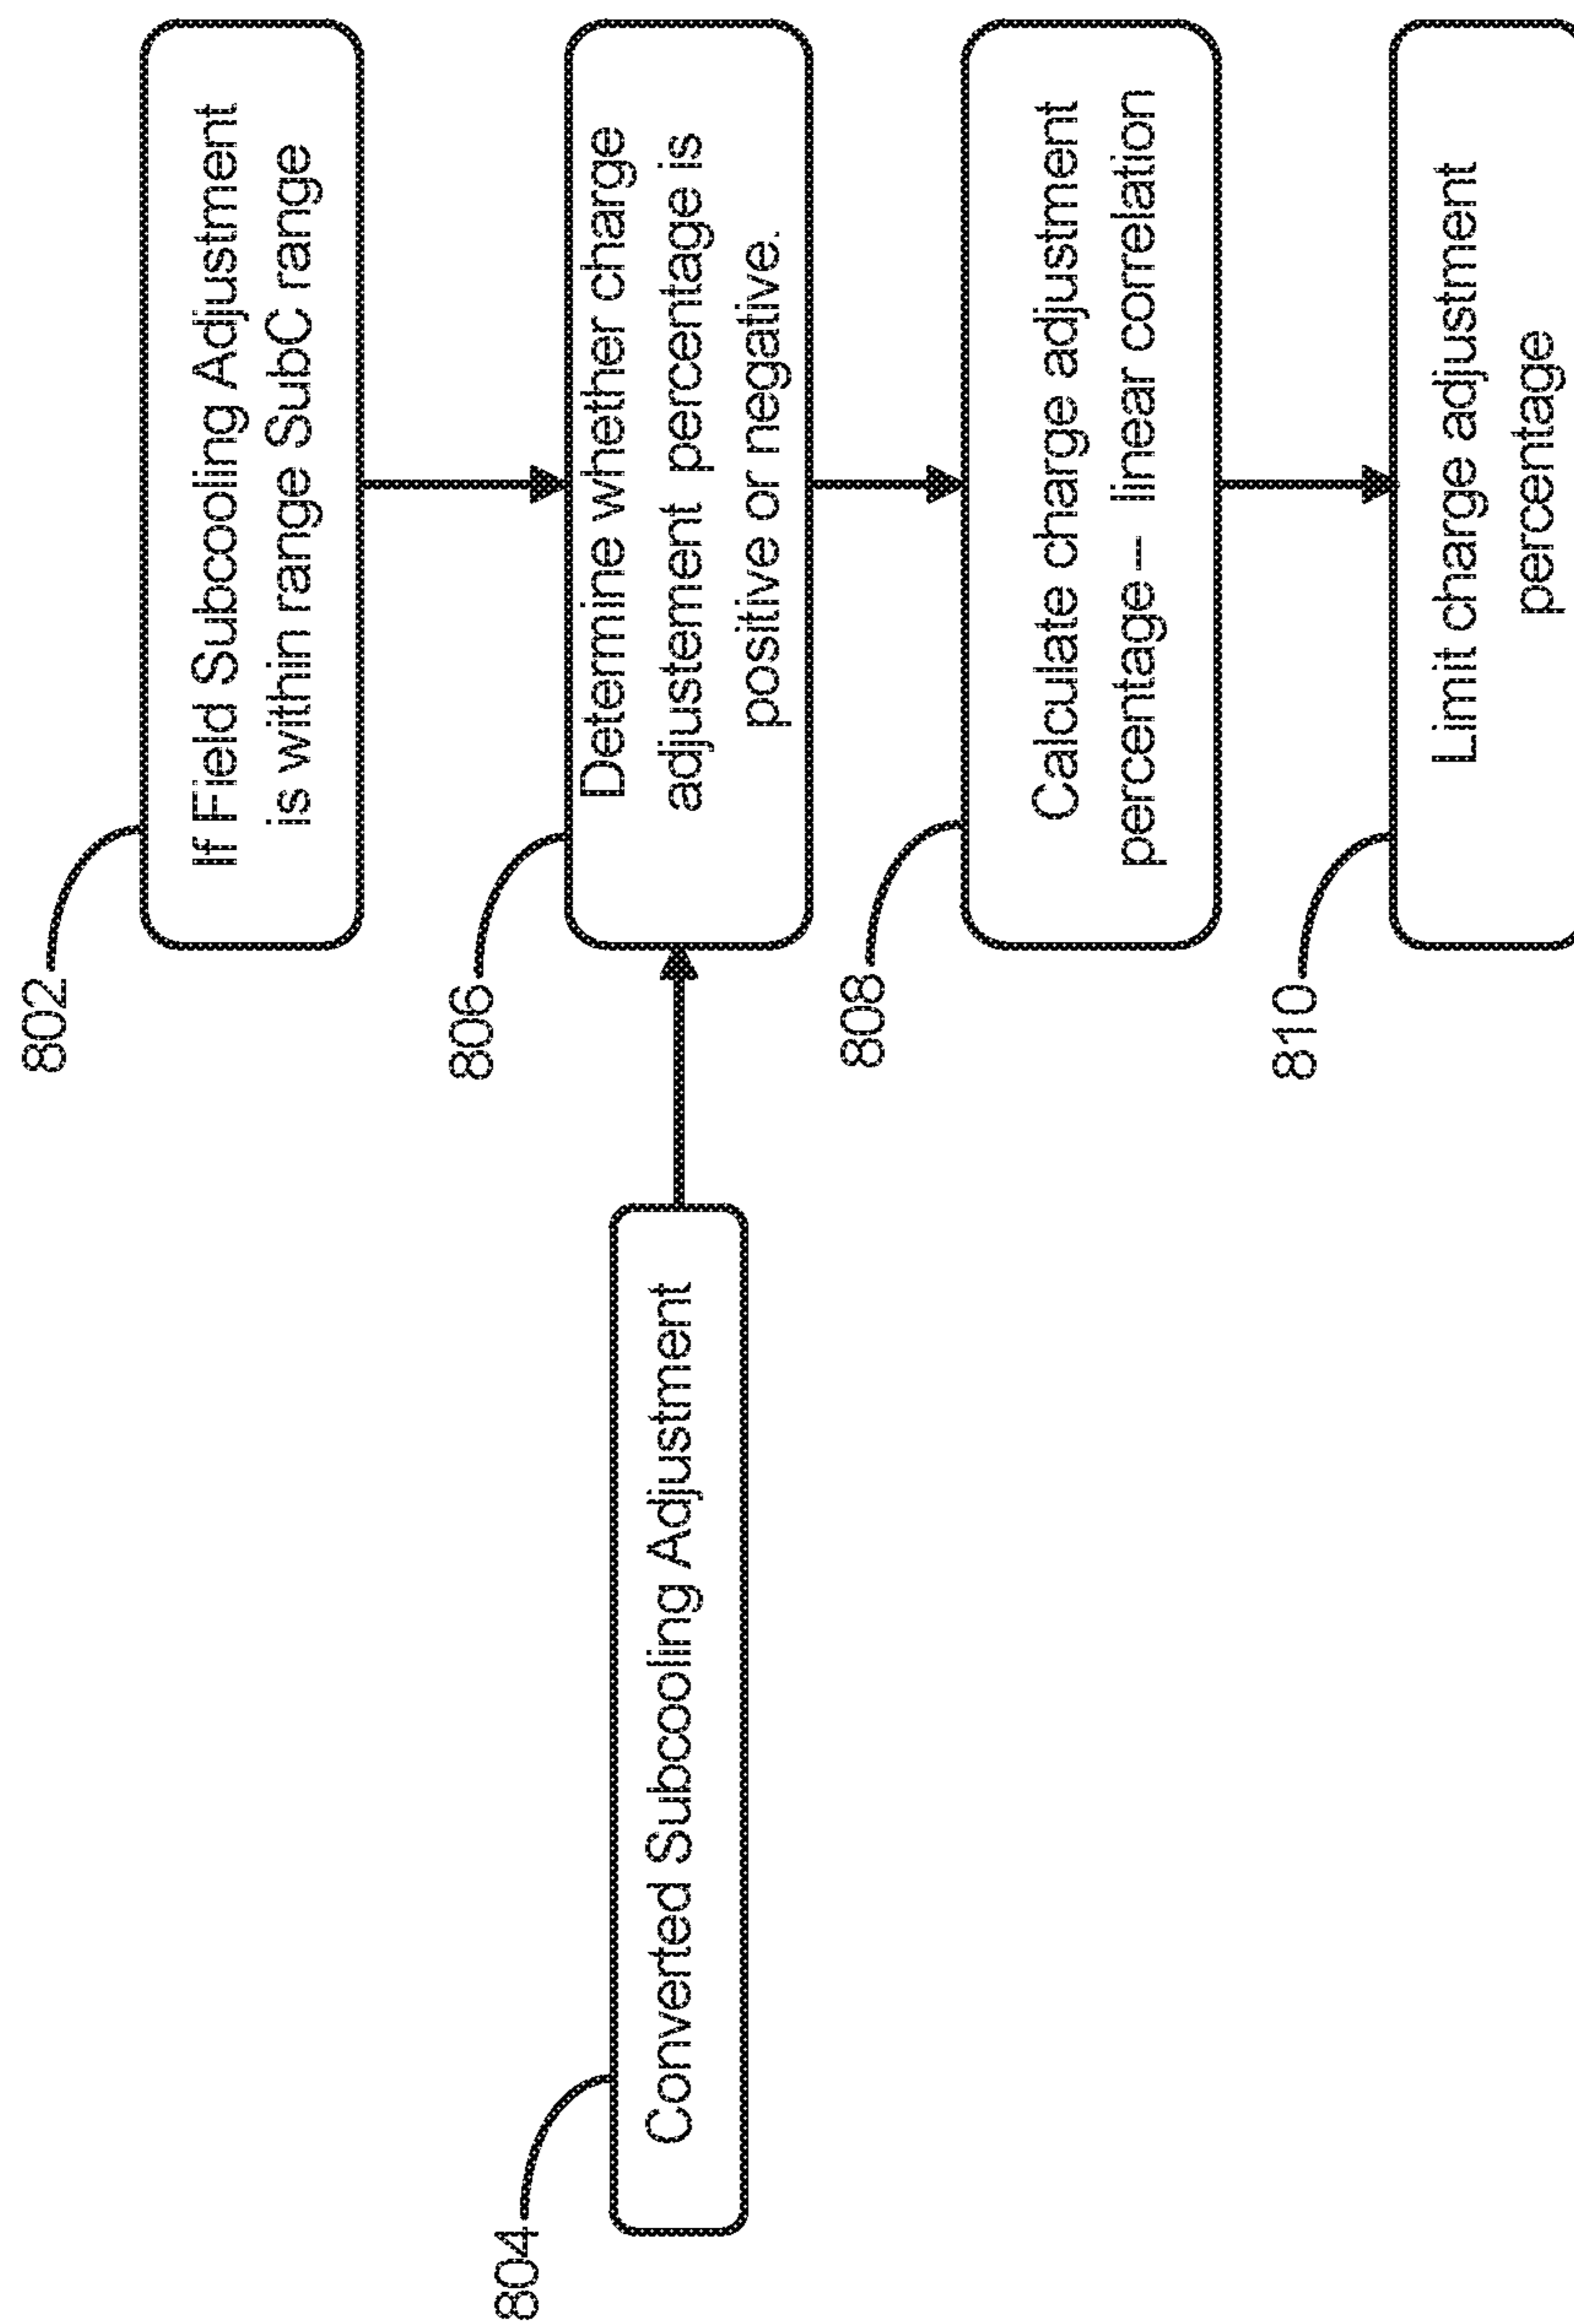 802
If Field Subcooling Adjustment
is within range SubC range
804
Converted Subcooling Adjustment
806
Determine whether charge
adjustement percentage is
positive or negative.
808
Calculate charge adjustment
percentage -- linear correlation
810
Limit charge adjustment
percentage